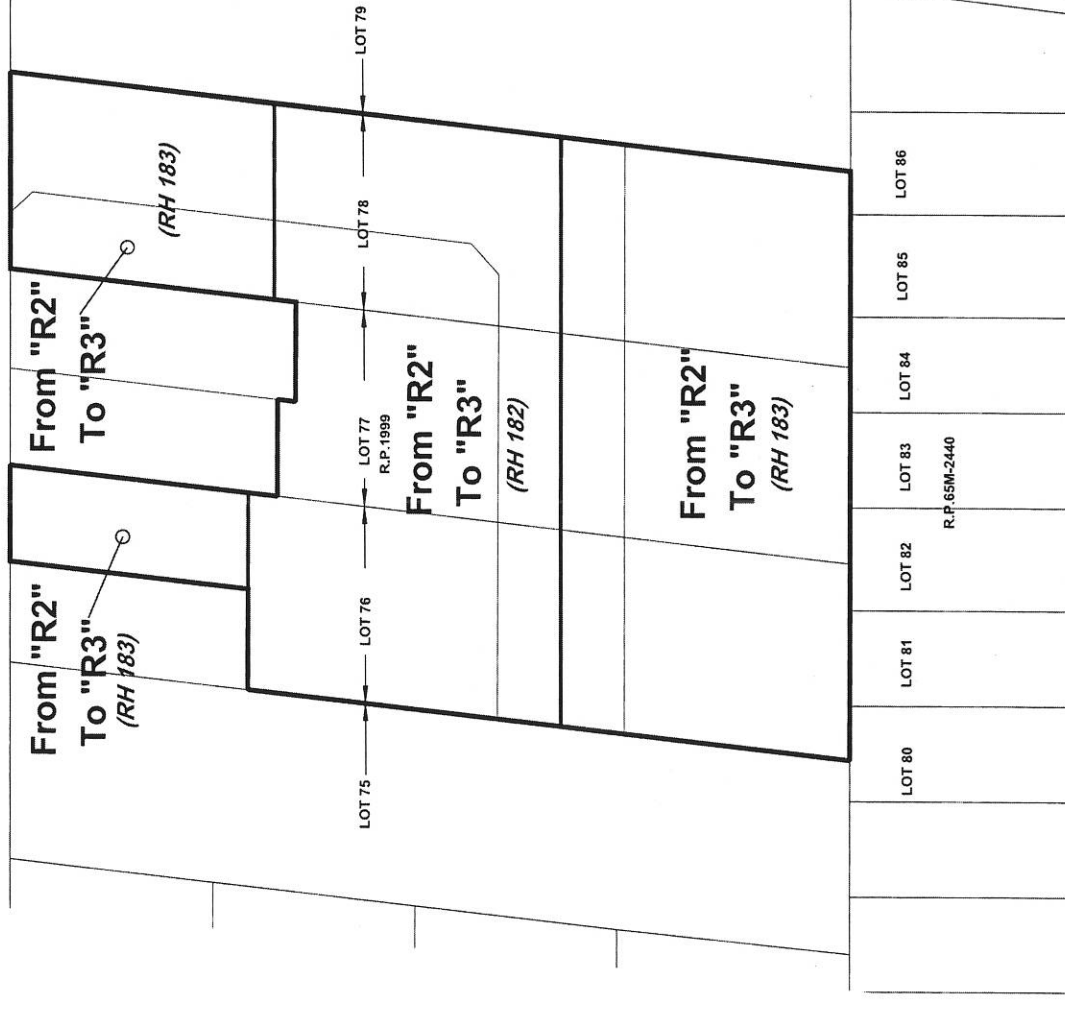 LOT 79
From "R2"
To "R3"
(RH 183)
LOT 78
From "R2"
To "R3"
(RH 183)
LOT 77
R.P.1999
From "R2"
To "R3"
(RH 182)
LOT 76
LOT 75
From "R2"
To "R3"
(RH 183)
LOT 86
LOT 85
LOT 84
LOT 83
R.P.65M-2440
LOT 82
LOT 81
LOT 80